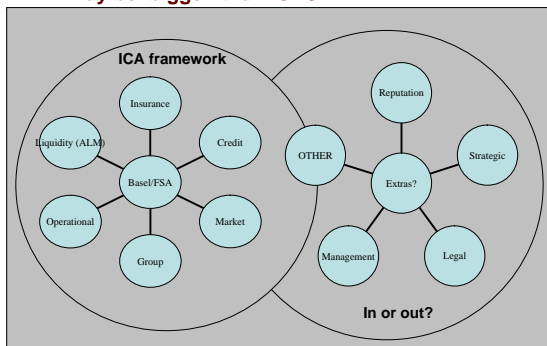 ICA framework
Insurance
Reputation
Liquidity (ALM)
Credit
OTHER
Strategic
Basel/FSA
Extras?
Operational
Market
Management
Legal
Group
In or out?